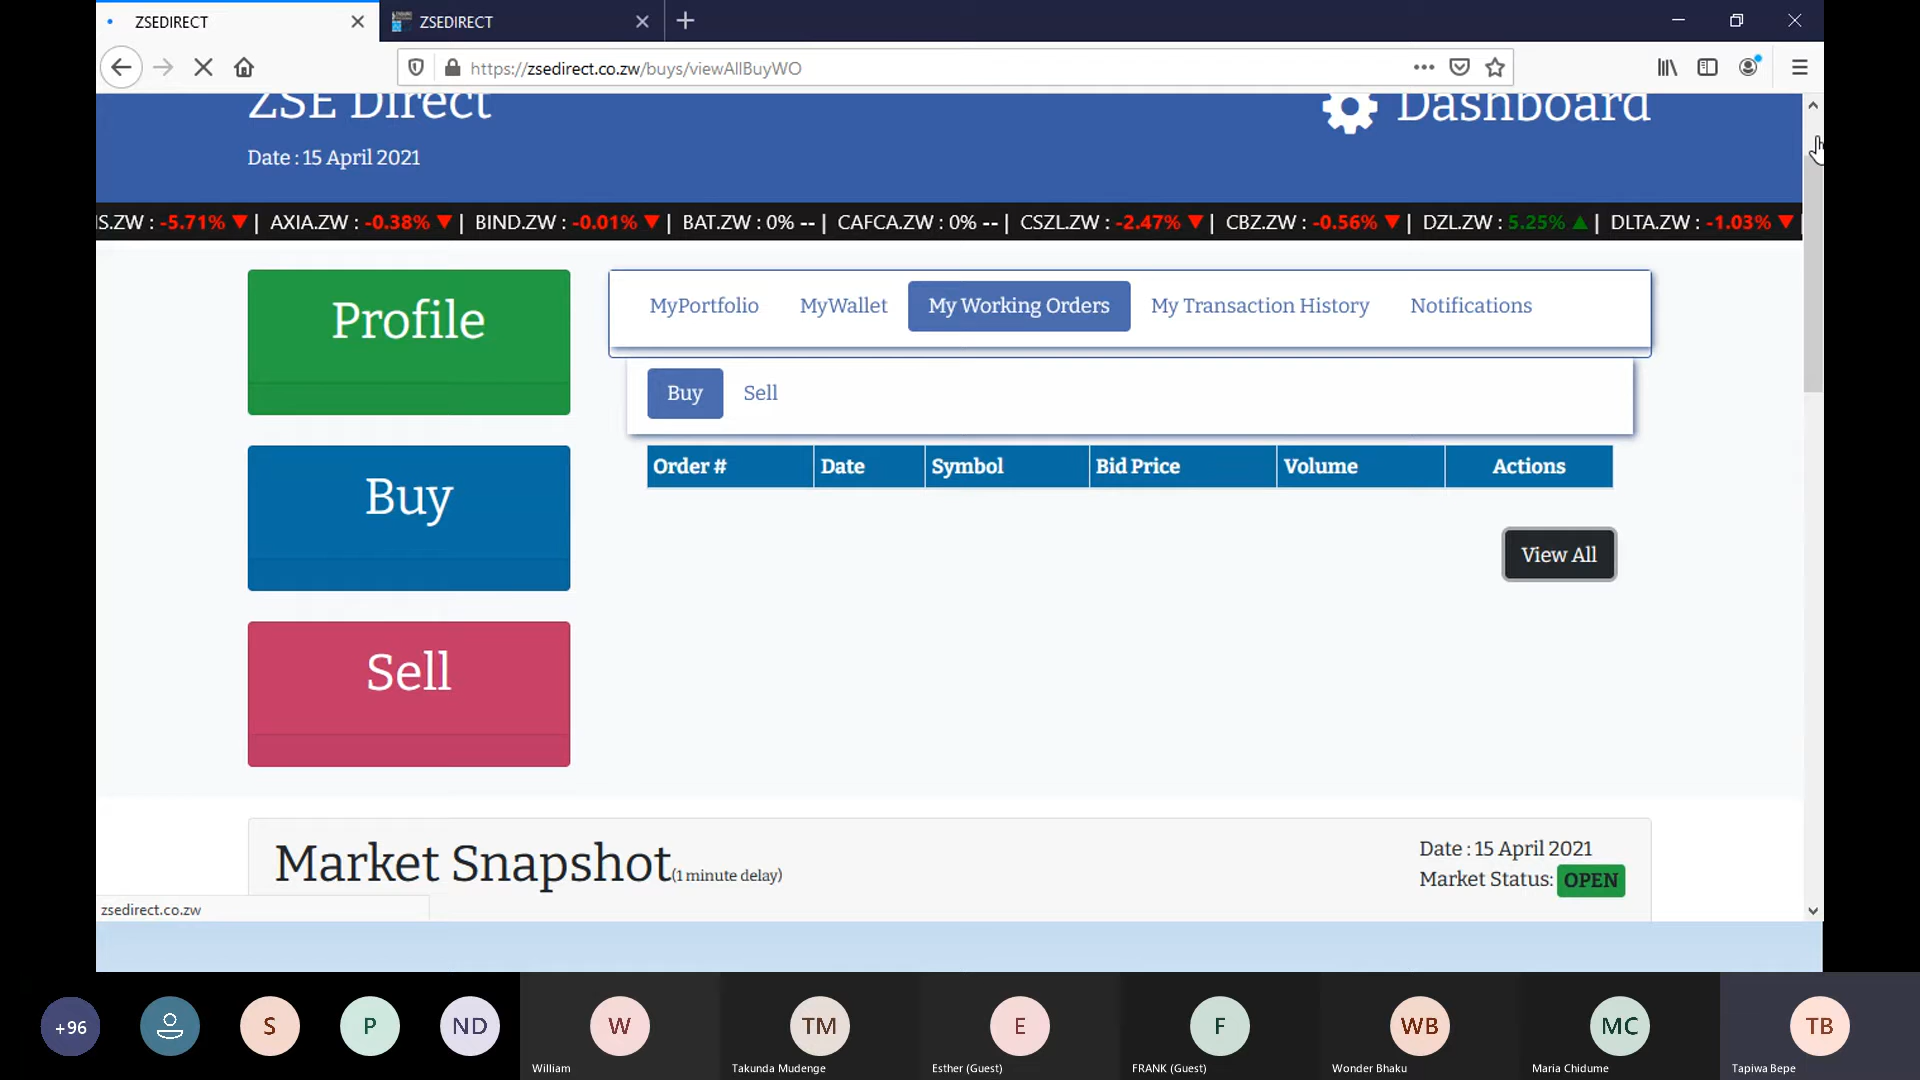 ZSEDIRECT
ZSEDIRECT
https://zsedirect.co.zw/buys/viewAllBuyWO
ZSE Direct
Dashboard
Date : 15 April 2021
S.ZW : -5.71% ▼ | AXIA.ZW : -0.38% ▼ | BIND.ZW : -0.01% ▼ | BAT.ZW : 0% -- | CAFCA.ZW : 0% -- | CSZL.ZW : -2.47% ▼ | CBZ.ZW : -0.56% ▼ | DZL.ZW : 5.25% ▲ | DLTA.ZW : -1.03% ▼ |
Profile
MyPortfolio MyWallet My Working Orders My Transaction History Notifications
Buy Sell
Order # Date Symbol Bid Price Volume Actions
Buy
View All
Sell
Market Snapshot(1 minute delay)
Date : 15 April 2021
Market Status: OPEN
zsedirect.co.zw
+96 S P ND W TM E F WB MC TB
William Takunda Mudenge Esther (Guest) FRANK (Guest) Wonder Bhaku Maria Chidume Tapiwa Bepe